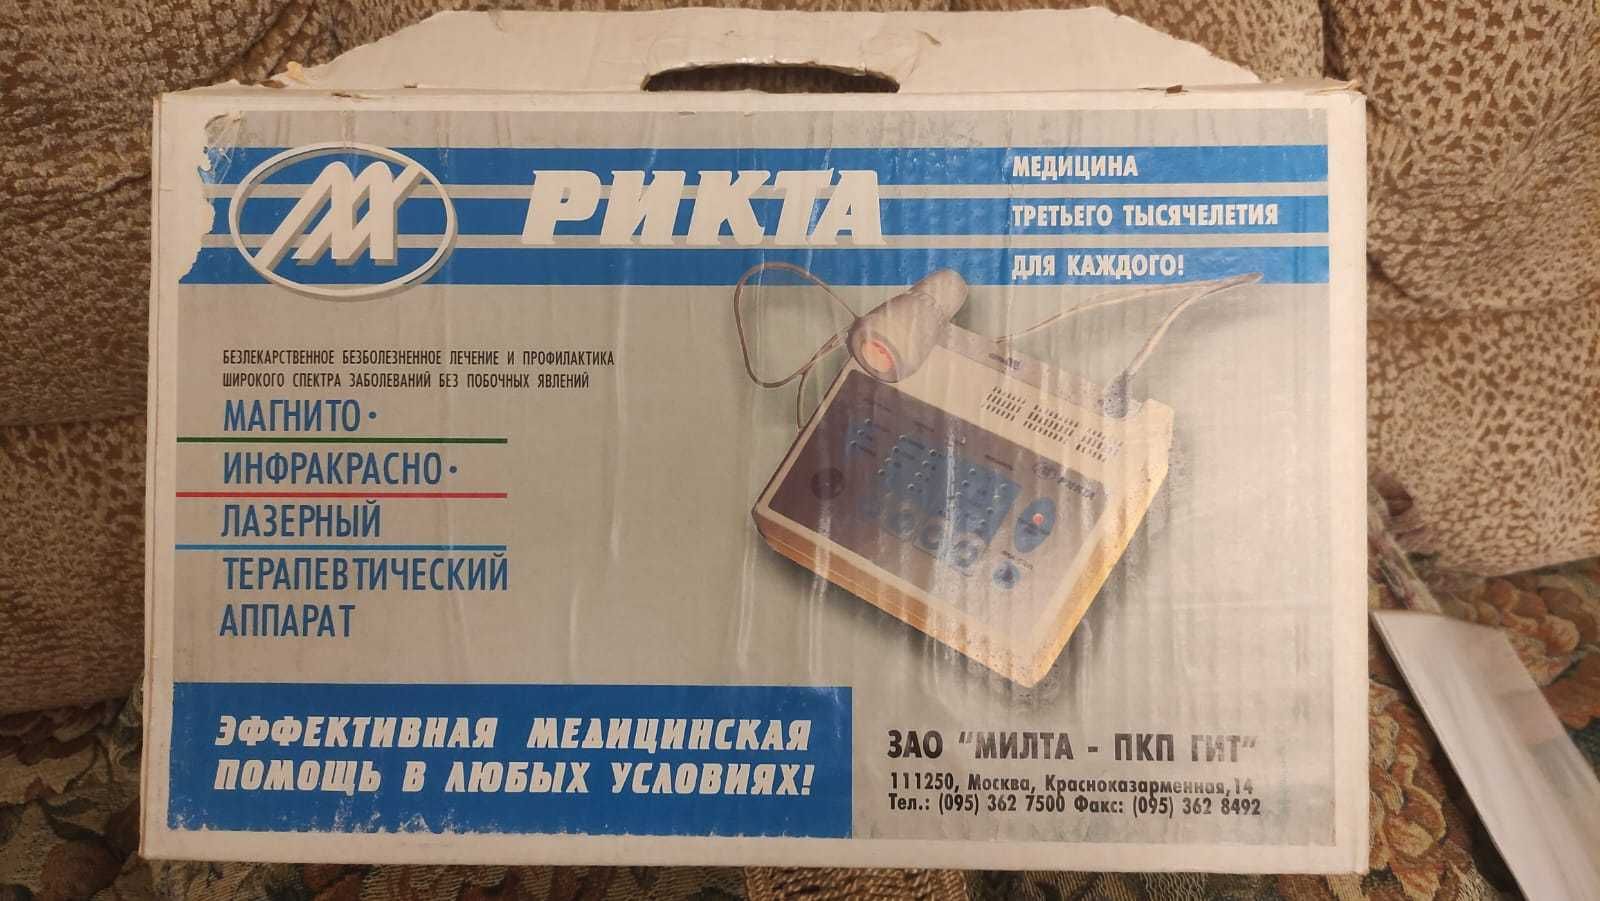 РИКТА
МЕДИЦИНА
ТРЕТЬЕГО ТЫСЯЧЕЛЕТИЯ
ДЛЯ КАЖДОГО!
БЕЗЛЕКАРСТВЕННОЕ БЕЗБОЛЕЗНЕННОЕ ЛЕЧЕНИЕ И ПРОФИЛАКТИКА
ШИРОКОГО СПЕКТРА ЗАБОЛЕВАНИЙ БЕЗ ПОБОЧНЫХ ЯВЛЕНИЙ
МАГНИТО·
ИНФРАКРАСНО·
ЛАЗЕРНЫЙ
ТЕРАПЕВТИЧЕСКИЙ
АППАРАТ
РИКТА
ЭФФЕКТИВНАЯ МЕДИЦИНСКАЯ
ПОМОЩЬ В ЛЮБЫХ УСЛОВИЯХ!
ЗАО "МИЛТА - ПКП ГИТ"
111250, Москва, Красноказарменная,14
Тел.: (095) 362 7500 Факс: (095) 362 8492